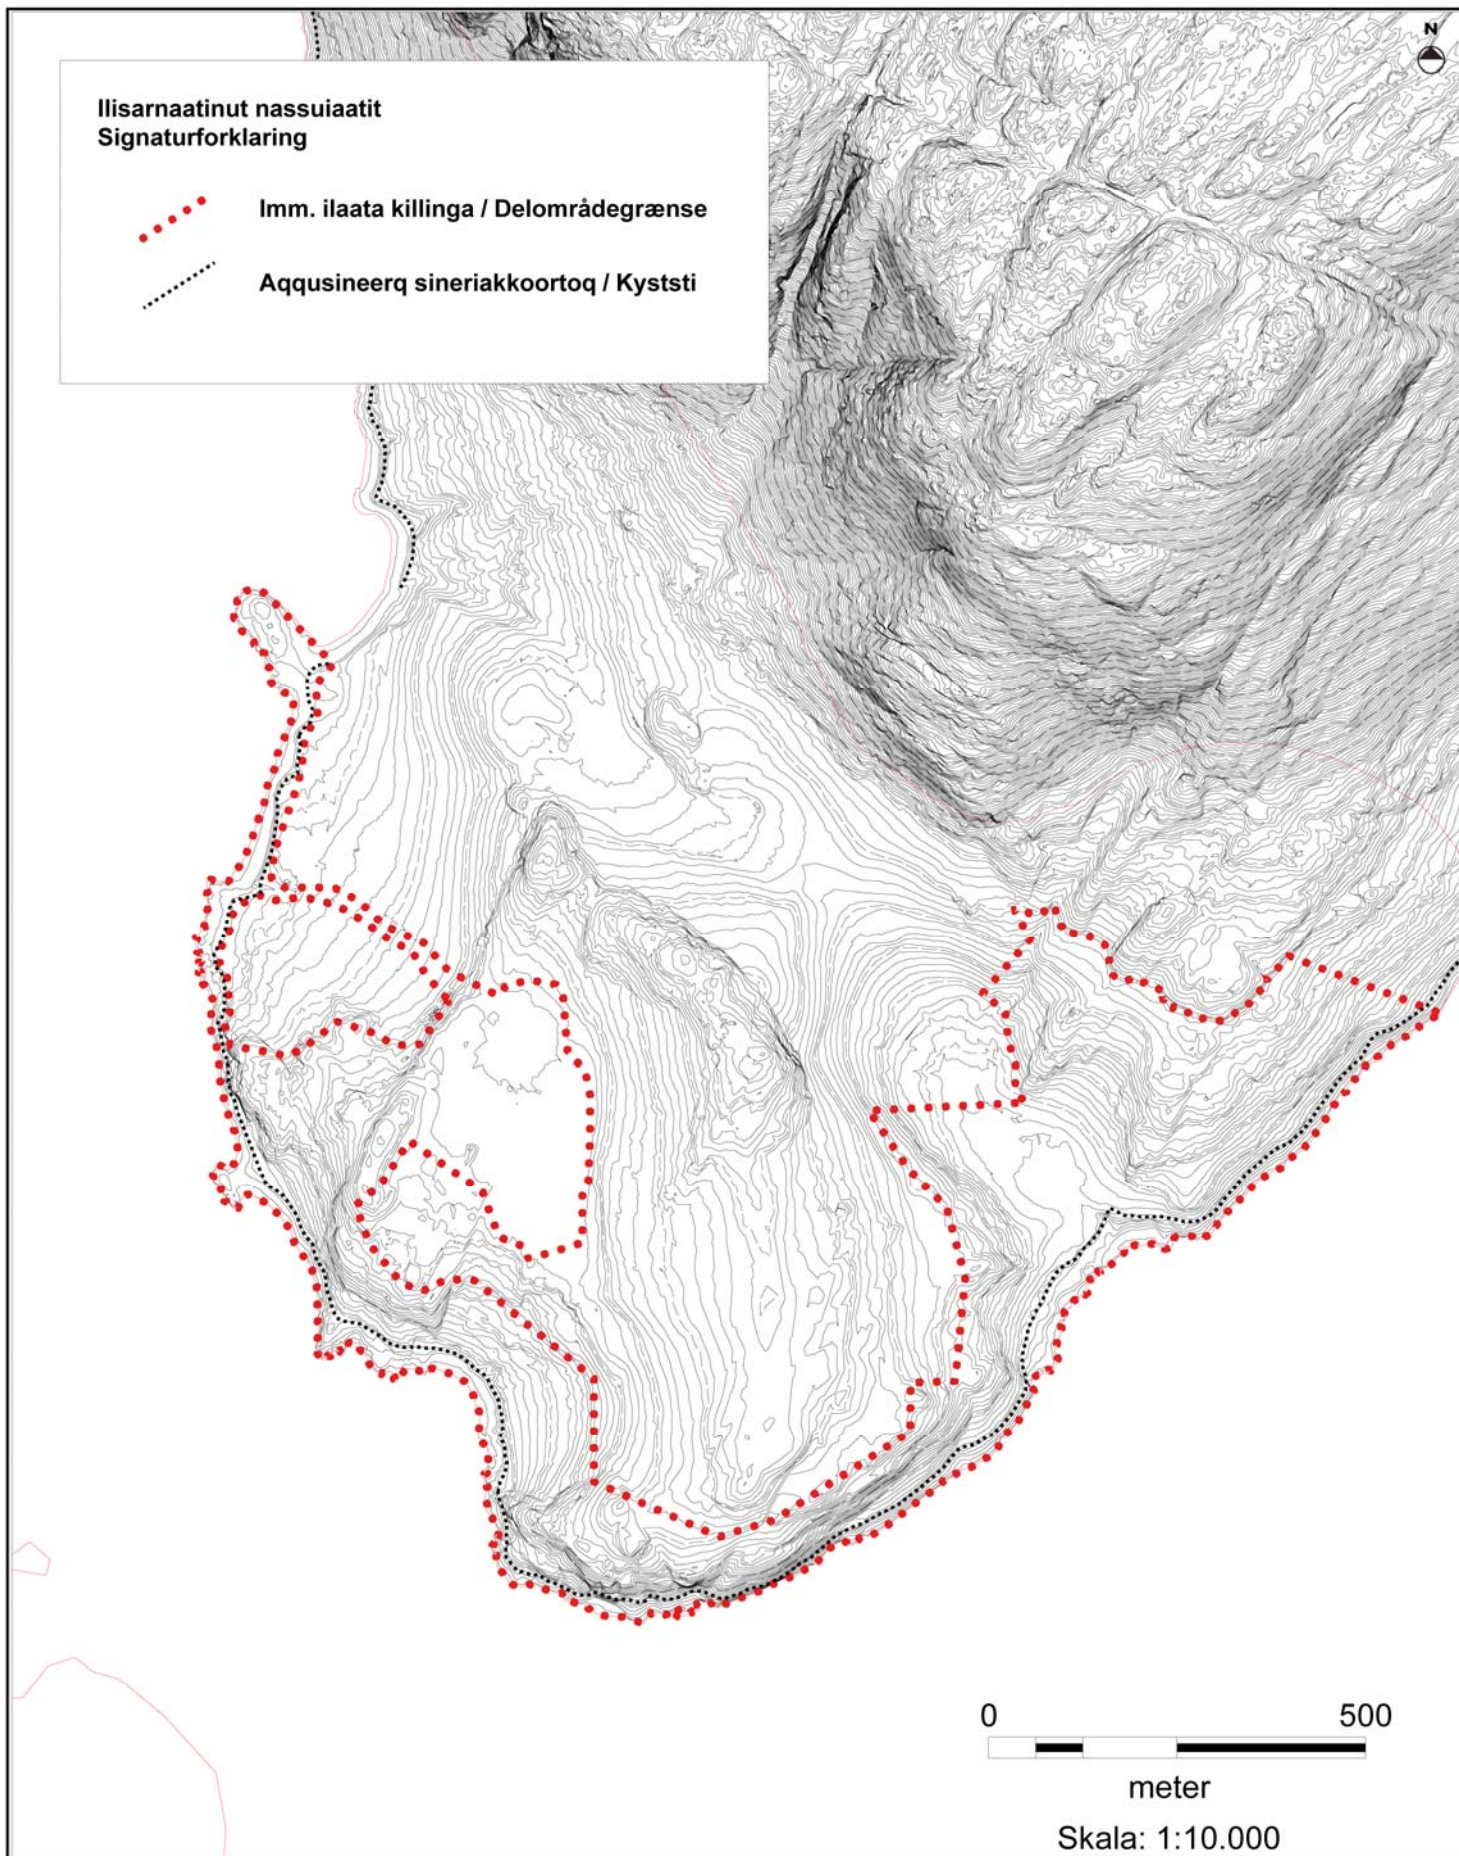 N
Ilisarnaatinut nassuiaatit
Signaturforklaring
Imm. ilaata killinga / Delområdegrænse
Aqqusineerq sineriakkoortoq / Kyststi
0 500
meter
Skala: 1:10.000